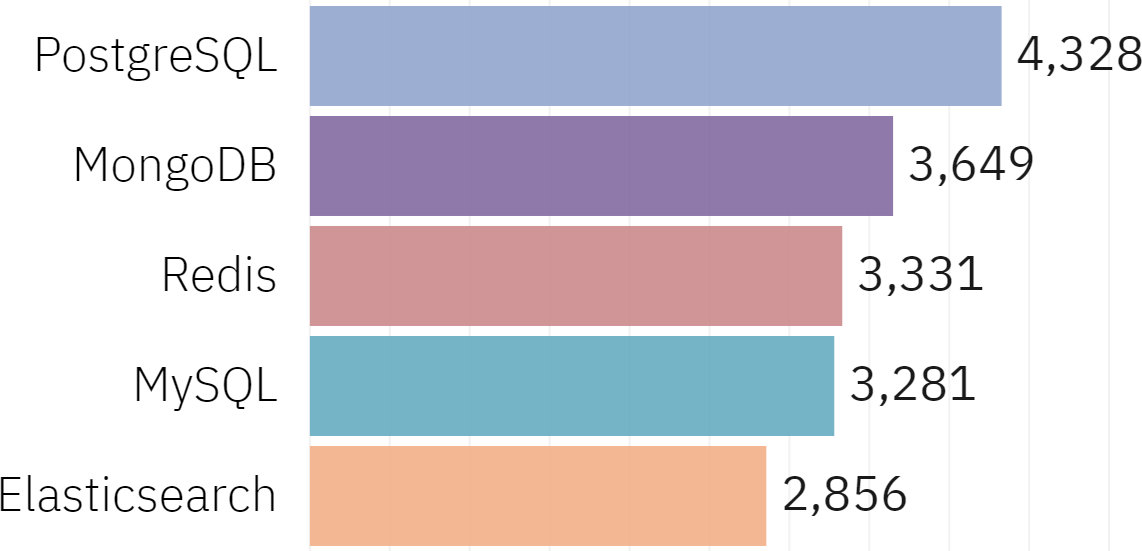 PostgreSQL 4,328
MongoDB 3,649
Redis 3,331
MySQL 3,281
Elasticsearch 2,856